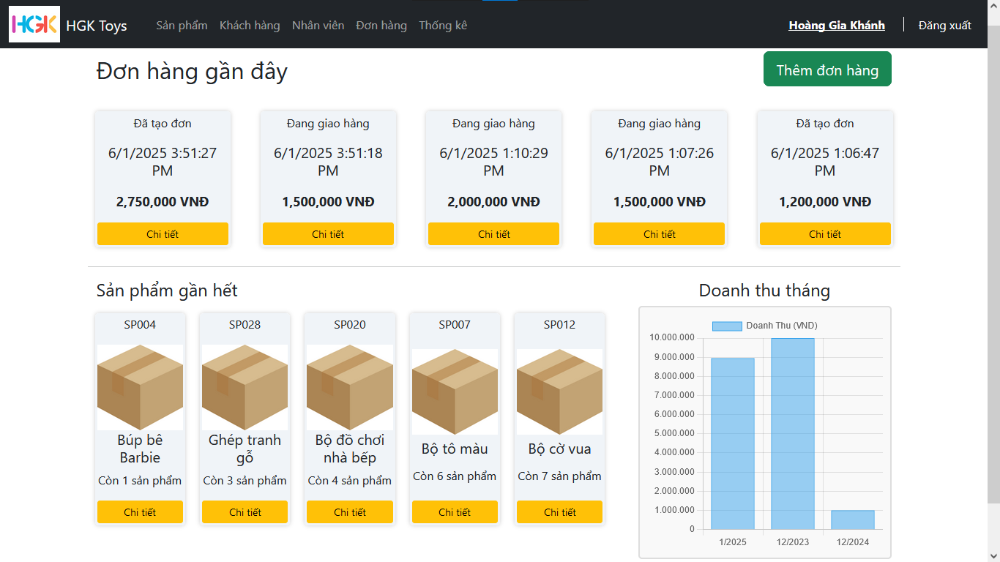 HGK HGK Toys Sản phẩm Khách hàng Nhân viên Đơn hàng Thống kê Hoàng Gia Khánh Đăng xuất
Đơn hàng gần đây
Thêm đơn hàng
Đã tạo đơn
6/1/2025 3:51:27
PM
2,750,000 VNĐ
Chi tiết
Đang giao hàng
6/1/2025 3:51:18
PM
1,500,000 VNĐ
Chi tiết
Đang giao hàng
6/1/2025 1:10:29
PM
2,000,000 VNĐ
Chi tiết
Đang giao hàng
6/1/2025 1:07:26
PM
1,500,000 VNĐ
Chi tiết
Đã tạo đơn
6/1/2025 1:06:47
PM
1,200,000 VNĐ
Chi tiết
Sản phẩm gần hết
SP004
Búp bê
Barbie
Còn 1 sản phẩm
Chi tiết
SP028
Ghép tranh
gỗ
Còn 3 sản phẩm
Chi tiết
SP020
Bộ đồ chơi
nhà bếp
Còn 4 sản phẩm
Chi tiết
SP007
Bộ tô màu
Còn 6 sản phẩm
Chi tiết
SP012
Bộ cờ vua
Còn 7 sản phẩm
Chi tiết
Doanh thu tháng
Doanh Thu (VND)
10.000.000
9.000.000
8.000.000
7.000.000
6.000.000
5.000.000
4.000.000
3.000.000
2.000.000
1.000.000
0
1/2025 12/2023 12/2024